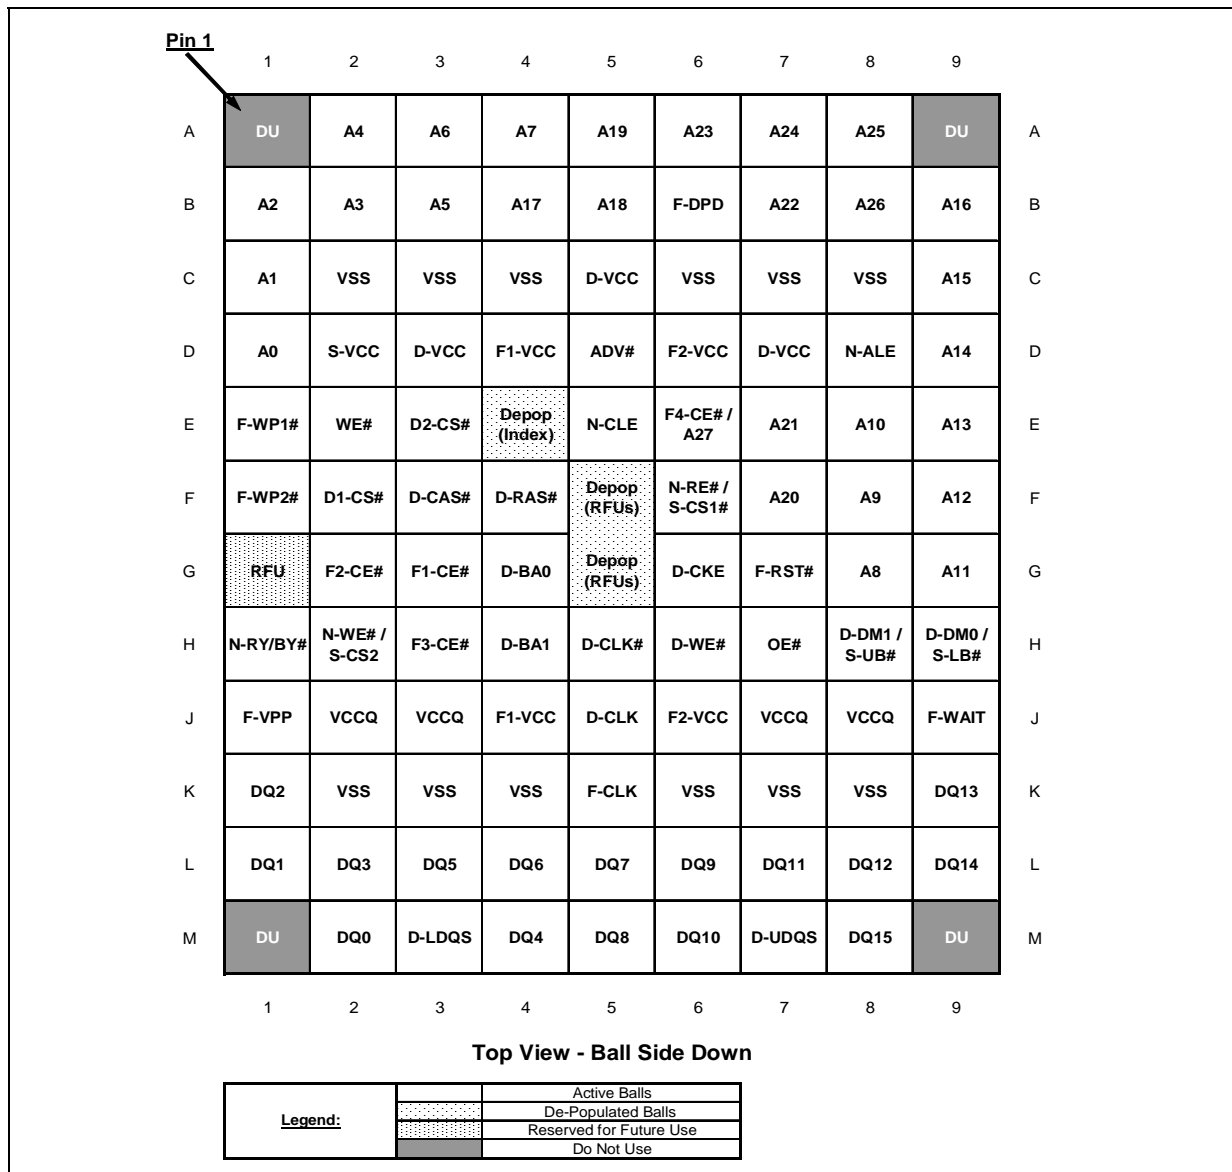 Pin 1
1 2 3 4 5 6 7 8 9
A DU A4 A6 A7 A19 A23 A24 A25 DU A
B A2 A3 A5 A17 A18 F-DPD A22 A26 A16 B
C A1 VSS VSS VSS D-VCC VSS VSS VSS A15 C
D A0 S-VCC D-VCC F1-VCC ADV# F2-VCC D-VCC N-ALE A14 D
E F-WP1# WE# D2-CS# Depop (Index) N-CLE F4-CE# / A27 A21 A10 A13 E
F F-WP2# D1-CS# D-CAS# D-RAS# Depop (RFUs) N-RE# / S-CS1# A20 A9 A12 F
G RFU F2-CE# F1-CE# D-BA0 Depop (RFUs) D-CKE F-RST# A8 A11 G
H N-RY/BY# N-WE# / S-CS2 F3-CE# D-BA1 D-CLK# D-WE# OE# D-DM1 / S-UB# D-DM0 / S-LB# H
J F-VPP VCCQ VCCQ F1-VCC D-CLK F2-VCC VCCQ VCCQ F-WAIT J
K DQ2 VSS VSS VSS F-CLK VSS VSS VSS DQ13 K
L DQ1 DQ3 DQ5 DQ6 DQ7 DQ9 DQ11 DQ12 DQ14 L
M DU DQ0 D-LDQS DQ4 DQ8 DQ10 D-UDQS DQ15 DU M
1 2 3 4 5 6 7 8 9
Top View - Ball Side Down
Legend:
Active Balls
De-Populated Balls
Reserved for Future Use
Do Not Use